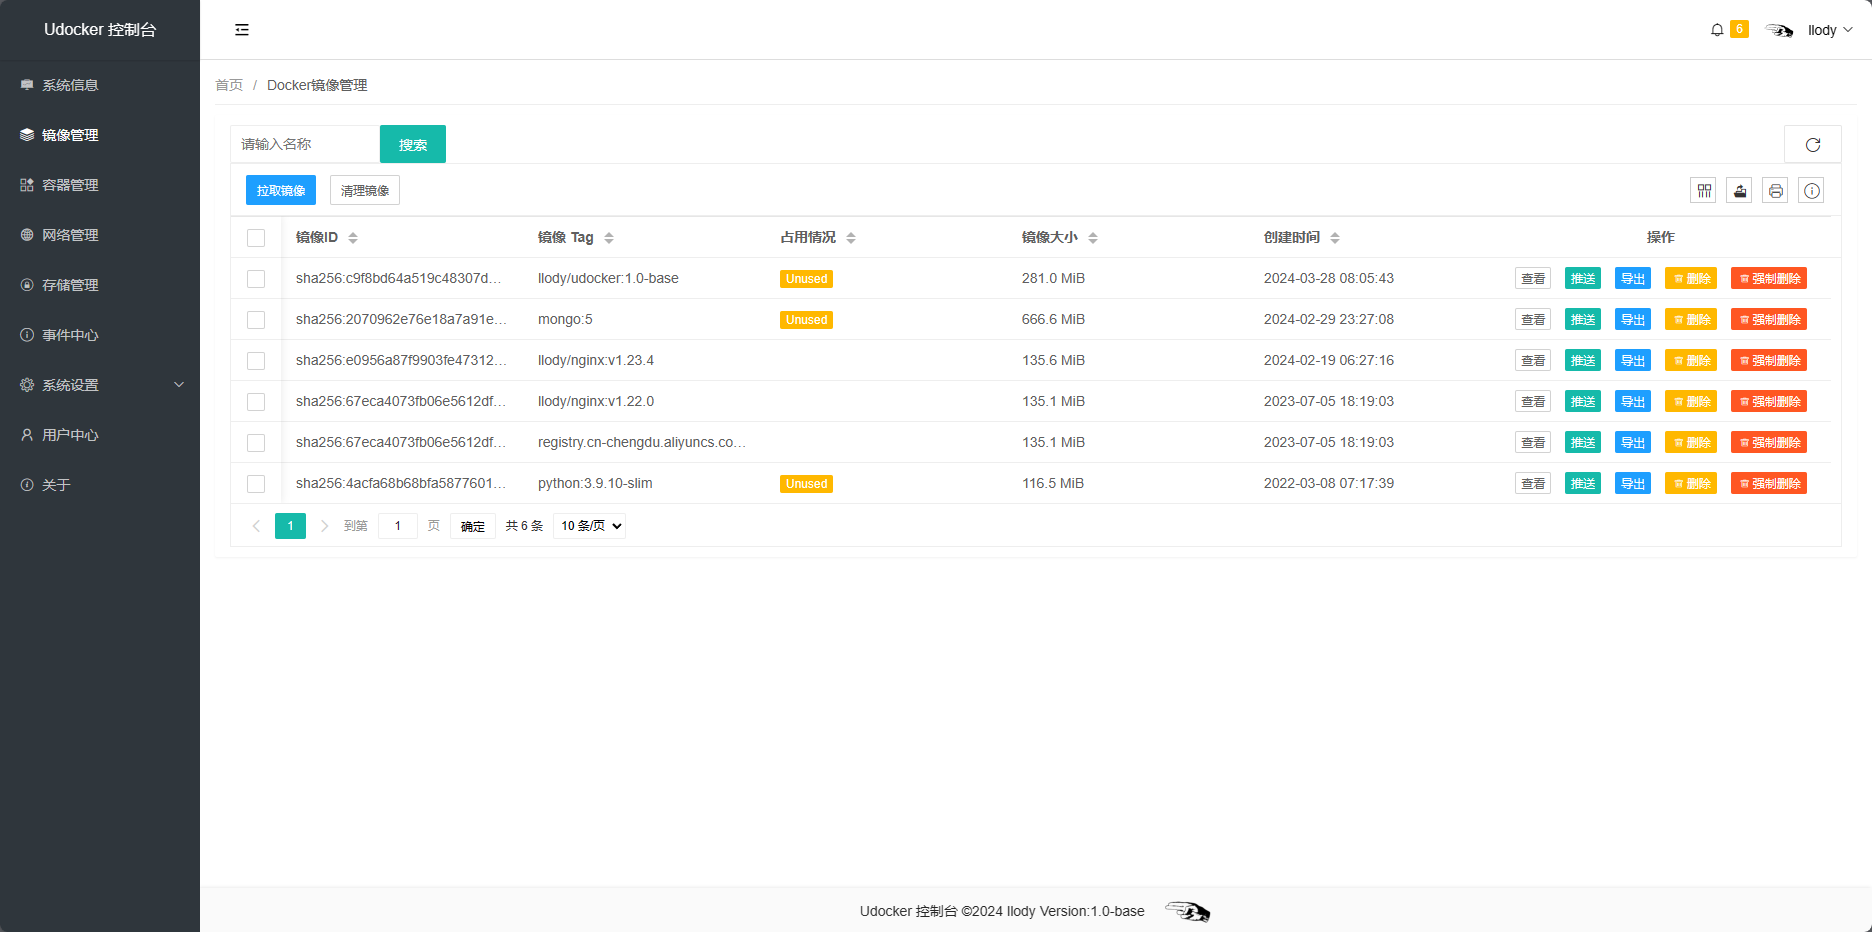 Udocker 控制台
6
llody
系统信息
镜像管理
容器管理
网络管理
存储管理
事件中心
系统设置
用户中心
关于
首页 / Docker镜像管理
请输入名称 搜索
拉取镜像 清理镜像
镜像ID 镜像 Tag 占用情况 镜像大小 创建时间 操作
sha256:c9f8bd64a519c48307d... llody/udocker:1.0-base Unused 281.0 MiB 2024-03-28 08:05:43 查看 推送 导出 删除 强制删除
sha256:2070962e76e18a7a91e... mongo:5 Unused 666.6 MiB 2024-02-29 23:27:08 查看 推送 导出 删除 强制删除
sha256:e0956a87f9903fe47312... llody/nginx:v1.23.4 135.6 MiB 2024-02-19 06:27:16 查看 推送 导出 删除 强制删除
sha256:67eca4073fb06e5612df... llody/nginx:v1.22.0 135.1 MiB 2023-07-05 18:19:03 查看 推送 导出 删除 强制删除
sha256:67eca4073fb06e5612df... registry.cn-chengdu.aliyuncs.co... 135.1 MiB 2023-07-05 18:19:03 查看 推送 导出 删除 强制删除
sha256:4acfa68b68bfa5877601... python:3.9.10-slim Unused 116.5 MiB 2022-03-08 07:17:39 查看 推送 导出 删除 强制删除
1 到第 1 页 确定 共 6 条 10 条/页
Udocker 控制台 ©2024 llody Version:1.0-base